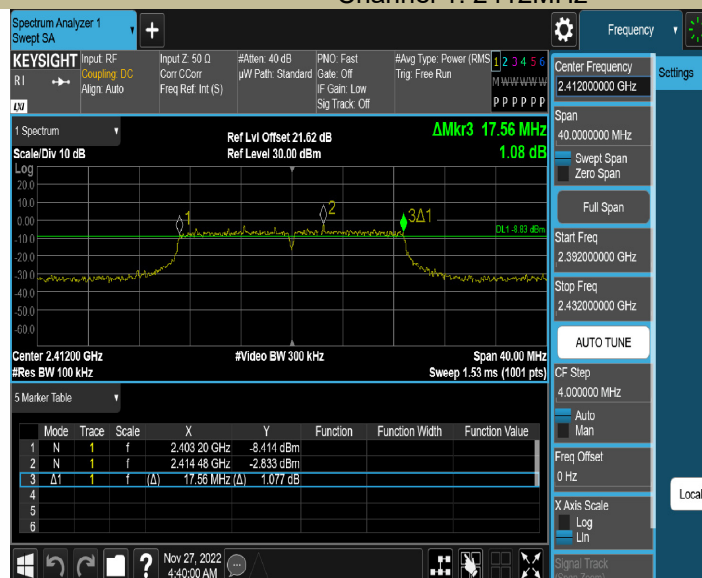 Channel 1: 2412MHz
Spectrum Analyzer 1
Swept SA
Frequency
KEYSIGHT
Input: RF
Coupling: DC
Align: Auto
Input Z: 50 Ω
Corr CCorr
Freq Ref: Int (S)
#Atten: 40 dB
µW Path: Standard
PNO: Fast
Gate: Off
IF Gain: Low
Sig Track: Off
#Avg Type: Power (RMS
Trig: Free Run
1 2 3 4 5 6
M W W W W W
P P P P P P
R I
LXI
Center Frequency
2.412000000 GHz
Settings
Span
40.0000000 MHz
Swept Span
Zero Span
Full Span
Start Freq
2.392000000 GHz
Stop Freq
2.432000000 GHz
AUTO TUNE
CF Step
4.000000 MHz
Auto
Man
Freq Offset
0 Hz
X Axis Scale
Log
Lin
Local
Signal Track
(Span Zoom)
1 Spectrum
Scale/Div 10 dB
Ref Lvl Offset 21.62 dB
Ref Level 30.00 dBm
ΔMkr3 17.56 MHz
1.08 dB
Log
20.0
10.0
0.00
-10.0
-20.0
-30.0
-40.0
-50.0
-60.0
1
2
3Δ1
DL1 -8.83 dBm
Center 2.41200 GHz
#Video BW 300 kHz
Span 40.00 MHz
#Res BW 100 kHz
Sweep 1.53 ms (1001 pts)
5 Marker Table
Mode Trace Scale X Y Function Function Width Function Value
1 N 1 f 2.403 20 GHz -8.414 dBm
2 N 1 f 2.414 48 GHz -2.833 dBm
3 Δ1 1 f (Δ) 17.56 MHz (Δ) 1.077 dB
4
5
6
Nov 27, 2022
4:40:00 AM